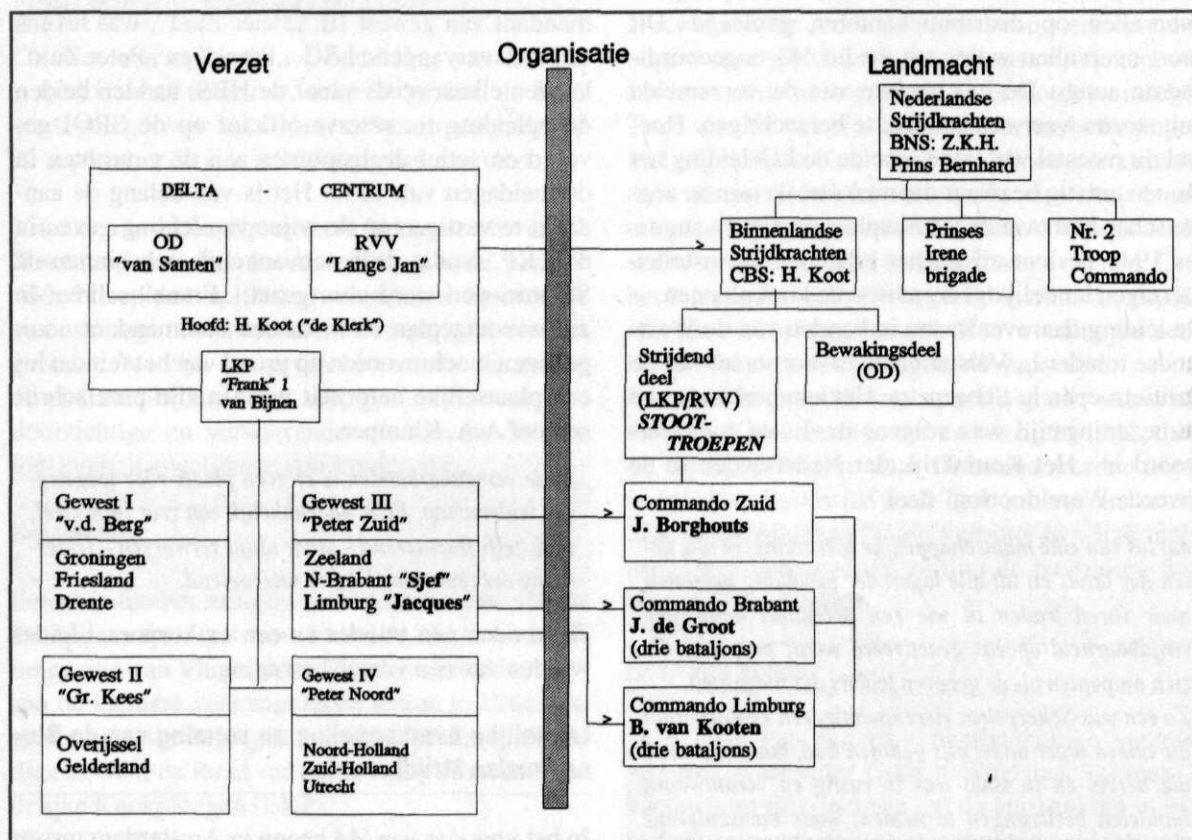 Verzet
Organisatie
Landmacht
DELTA CENTRUM
OD
"van Santen"
RVV
"Lange Jan"
Hoofd: H. Koot ("de Klerk")
LKP
"Frank" 1
van Bijnen
Gewest I
"v.d. Berg"
Groningen
Friesland
Drente
Gewest III
"Peter Zuid"
Zeeland
N-Brabant "Sjef"
Limburg "Jacques"
Gewest II
"Gr. Kees"
Overijssel
Gelderland
Gewest IV
"Peter Noord"
Noord-Holland
Zuid-Holland
Utrecht
Nederlandse
Strijdkrachten
BNS: Z.K.H.
Prins Bernhard
Binnenlandse
Strijdkrachten
CBS: H. Koot
Prinses
Irene
brigade
Nr. 2
Troop
Commando
Strijdend
deel
(LKP/RVV)
STOOT-
TROEPEN
Bewakingsdeel
(OD)
Commando Zuid
J. Borghouts
Commando Brabant
J. de Groot
(drie bataljons)
Commando Limburg
B. van Kooten
(drie bataljons)